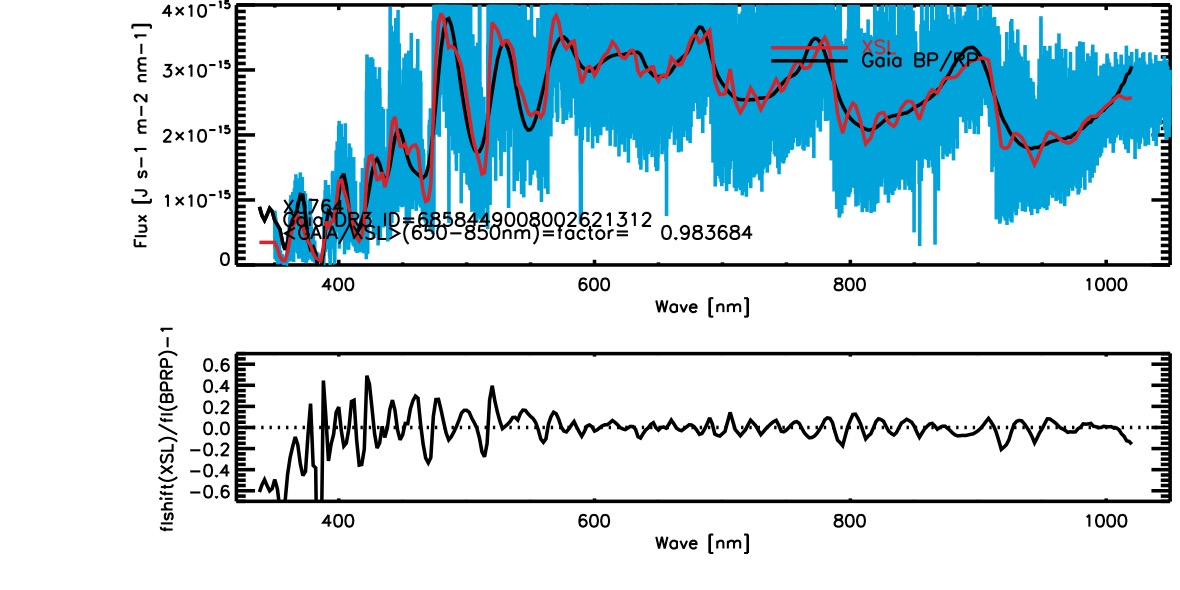 4×10⁻¹⁵
3×10⁻¹⁵
2×10⁻¹⁵
1×10⁻¹⁵
0
Flux [J s−1 m−2 nm−1]
XSL
Gaia BP/RP
Gaia DR3 ID=6858449008002621312
<GAIA/XSL>(650−850nm)=factor= 0.983684
400 600 800 1000
Wave [nm]
0.6
0.4
0.2
0.0
−0.2
−0.4
−0.6
flshift(XSL)/fl(BPRP)−1
400 600 800 1000
Wave [nm]